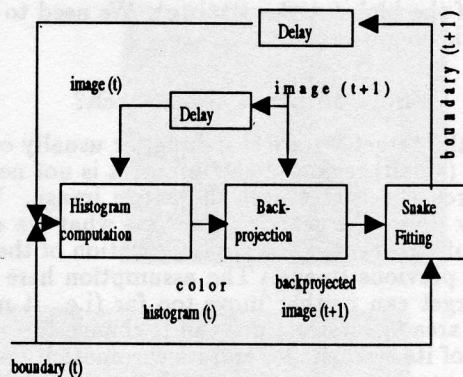 Delay
boundary (t+1)
image (t)
image (t+1)
Delay
Histogram
computation
Back-
projection
Snake
Fitting
color
histogram (t)
backprojected
image (t+1)
boundary (t)